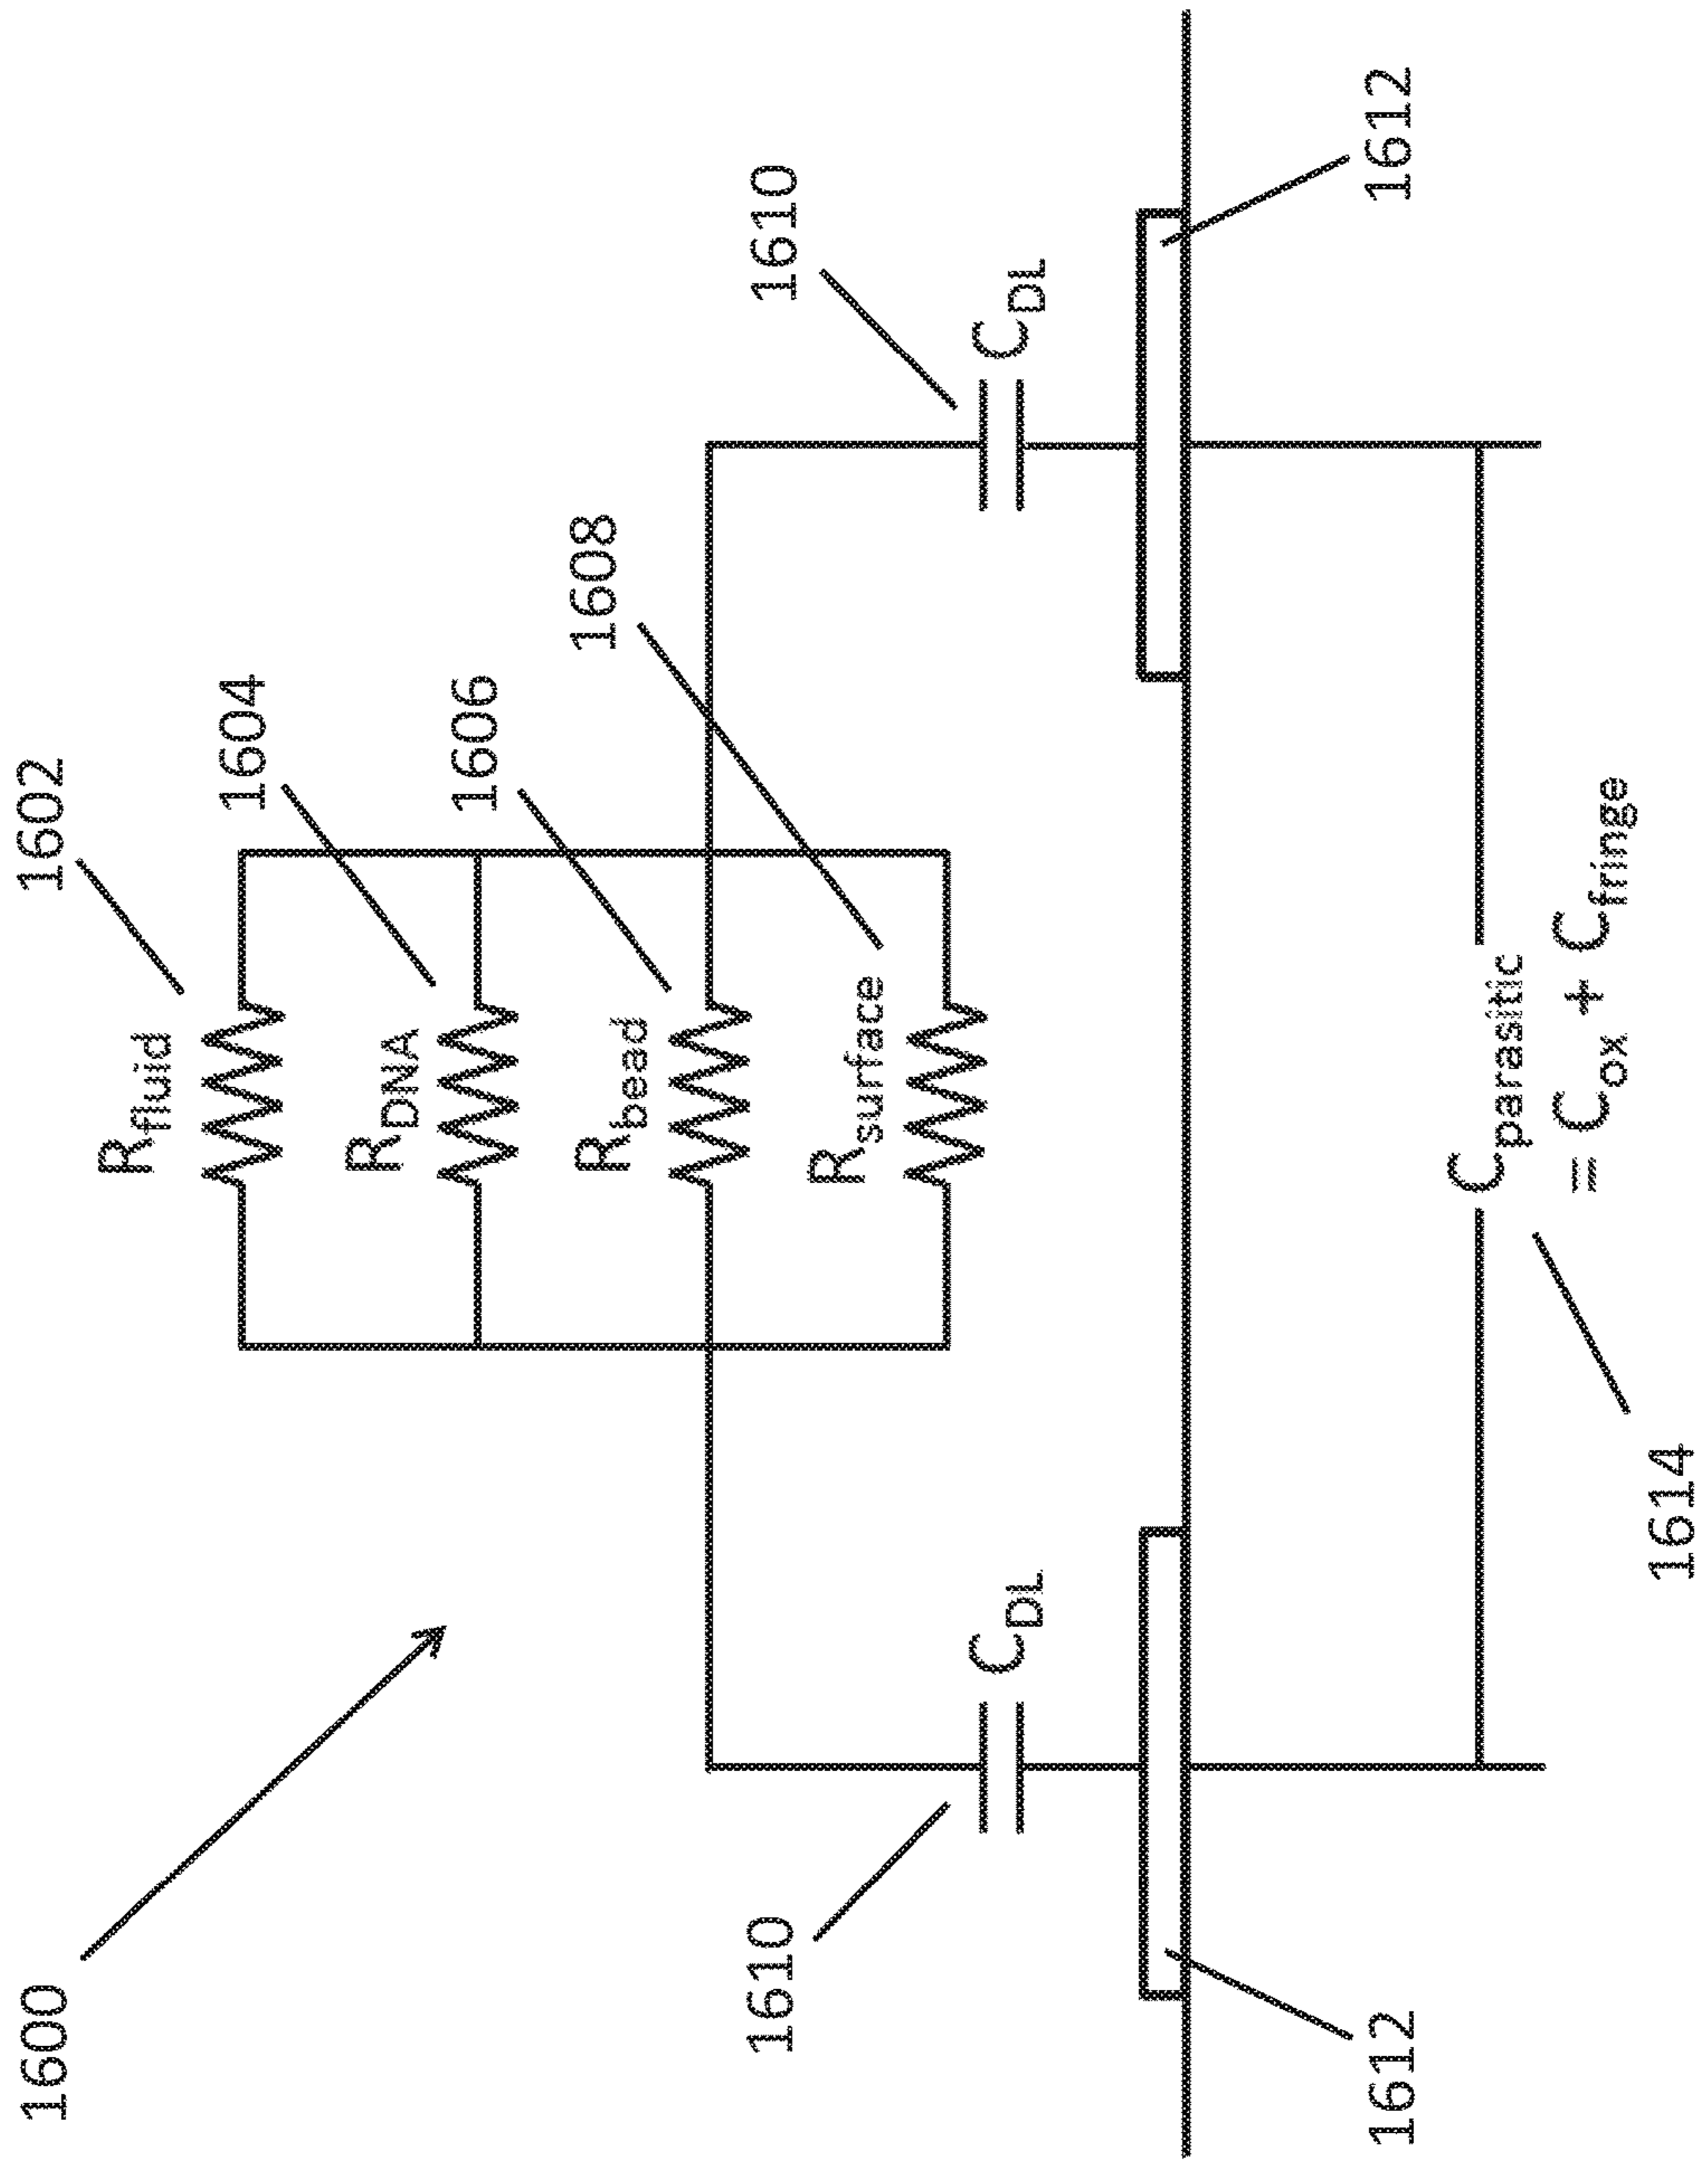 1600
1602
R_fluid
1604
R_DNA
1606
R_bead
1608
R_surface
1610
C_DL
1610
C_DL
1612
1612
C_parasitic
= C_ox + C_fringe
1614